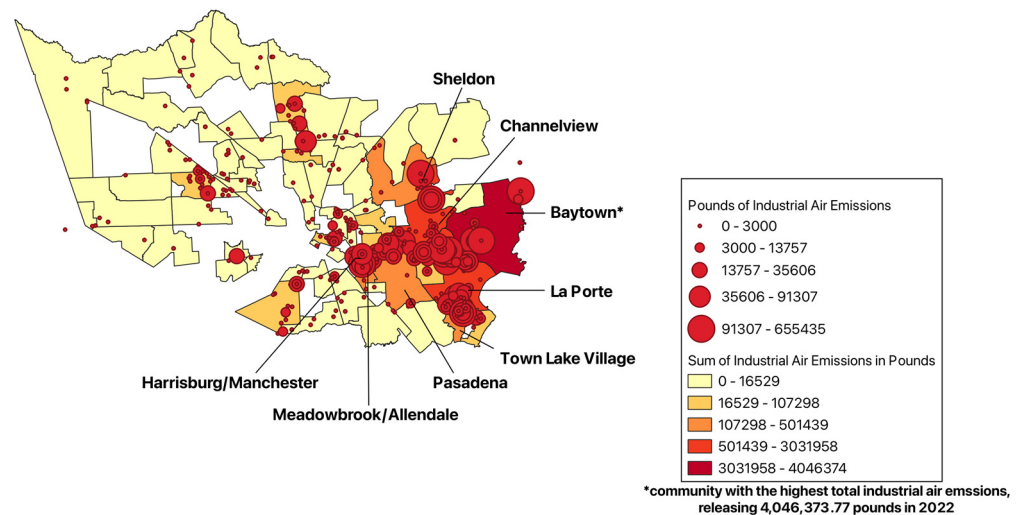 Sheldon
Channelview
Baytown*
La Porte
Town Lake Village
Harrisburg/Manchester
Pasadena
Meadowbrook/Allendale
Pounds of Industrial Air Emissions
0 - 3000
3000 - 13757
13757 - 35606
35606 - 91307
91307 - 655435
Sum of Industrial Air Emissions in Pounds
0 - 16529
16529 - 107298
107298 - 501439
501439 - 3031958
3031958 - 4046374
*community with the highest total industrial air emssions,
releasing 4,046,373.77 pounds in 2022